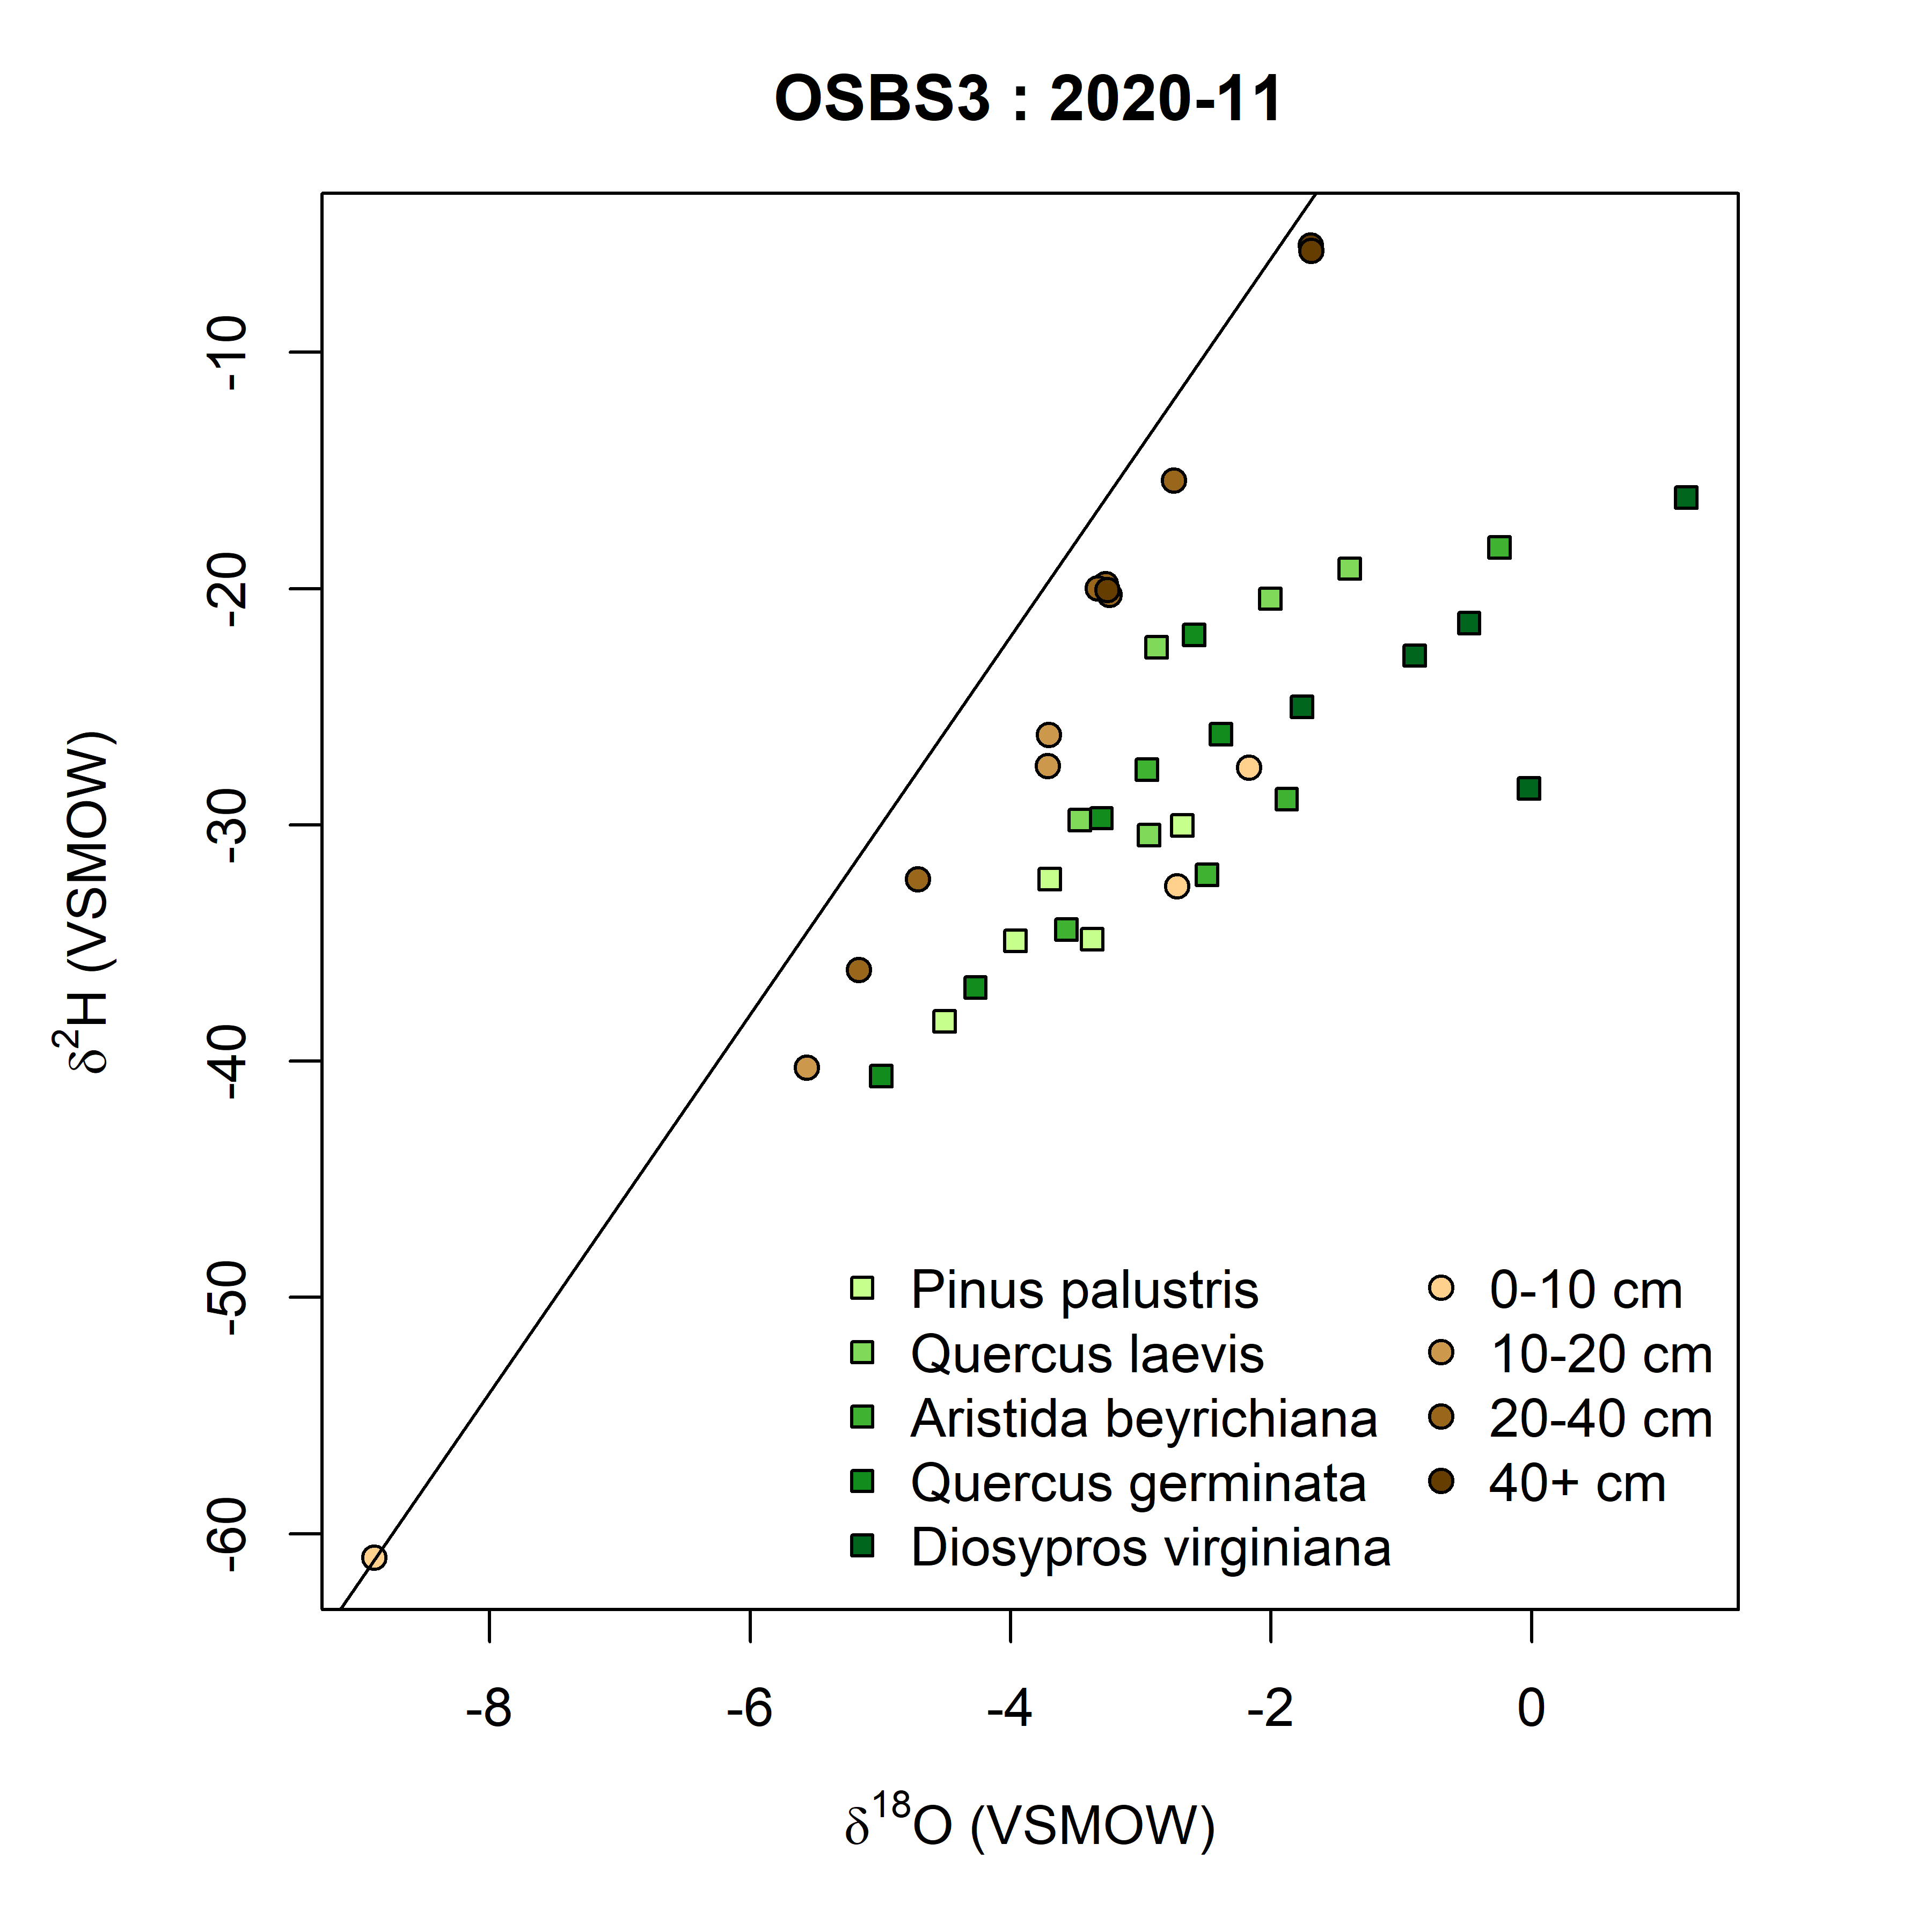 OSBS3 : 2020-11
-10
-20
-30
-40
-50
-60
δ²H (VSMOW)
Pinus palustris
Quercus laevis
Aristida beyrichiana
Quercus germinata
Diosypros virginiana
0-10 cm
10-20 cm
20-40 cm
40+ cm
-8 -6 -4 -2 0
δ¹⁸O (VSMOW)